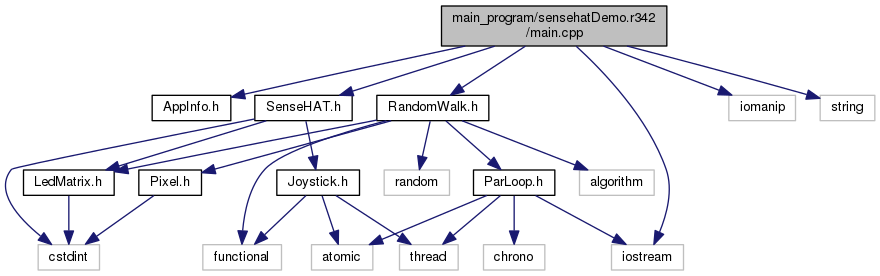 main_program/sensehatDemo.r342
/main.cpp
AppInfo.h
SenseHAT.h
RandomWalk.h
iomanip
string
LedMatrix.h
Pixel.h
Joystick.h
random
ParLoop.h
algorithm
cstdint
functional
atomic
thread
chrono
iostream